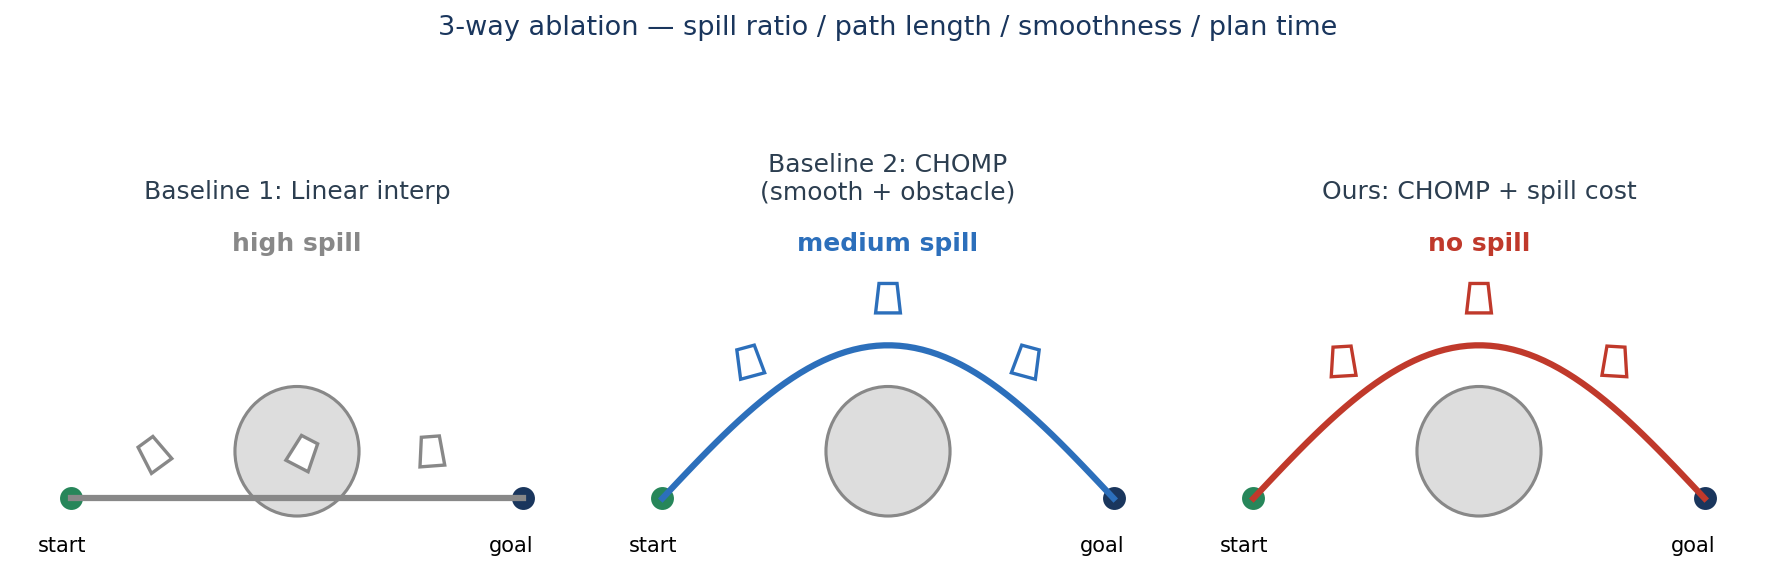 3-way ablation — spill ratio / path length / smoothness / plan time
Baseline 1: Linear interp
high spill
start
goal
Baseline 2: CHOMP
(smooth + obstacle)
medium spill
start
goal
Ours: CHOMP + spill cost
no spill
start
goal